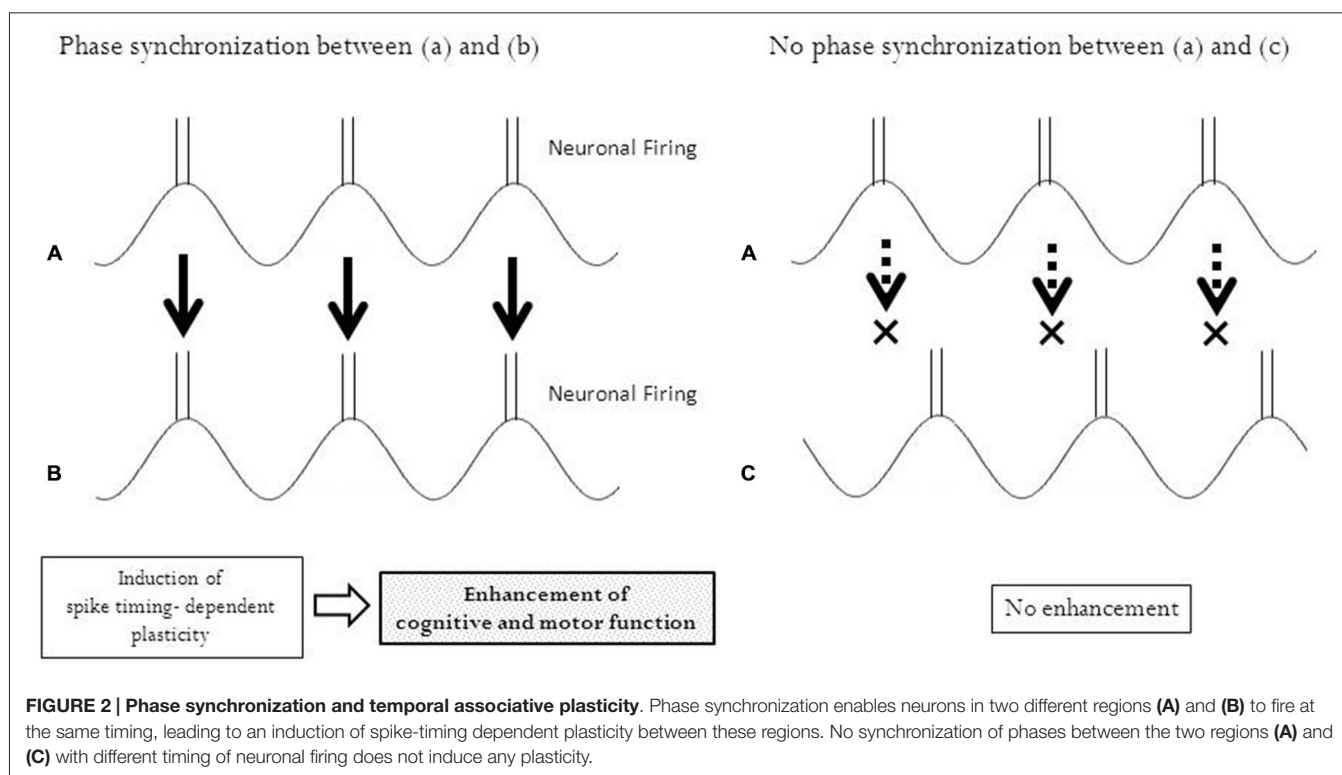 Phase synchronization between (a) and (b)
No phase synchronization between (a) and (c)
Neuronal Firing
A
A
Neuronal Firing
B
C
Induction of
spike timing- dependent
plasticity
Enhancement of
cognitive and motor function
No enhancement
FIGURE 2 | Phase synchronization and temporal associative plasticity. Phase synchronization enables neurons in two different regions (A) and (B) to fire at
the same timing, leading to an induction of spike-timing dependent plasticity between these regions. No synchronization of phases between the two regions (A) and
(C) with different timing of neuronal firing does not induce any plasticity.